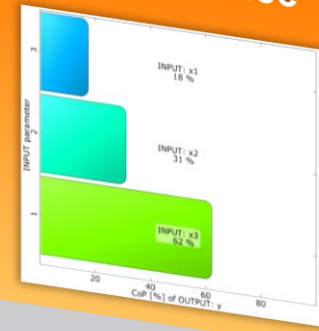 3
INPUT: x1
18 %
2
INPUT: x2
31 %
1
INPUT: x3
62 %
INPUT parameter
20
40
60
80
CoP [%] of OUTPUT: y